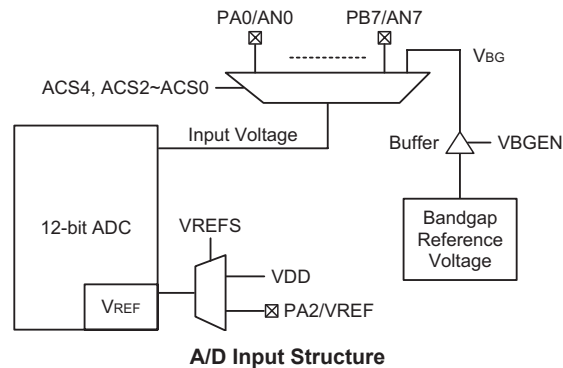 PA0/AN0
PB7/AN7
VBG
ACS4, ACS2~ACS0
Input Voltage
Buffer
VBGEN
12-bit ADC
VREFS
Bandgap
Reference
Voltage
VDD
VREF
PA2/VREF
A/D Input Structure